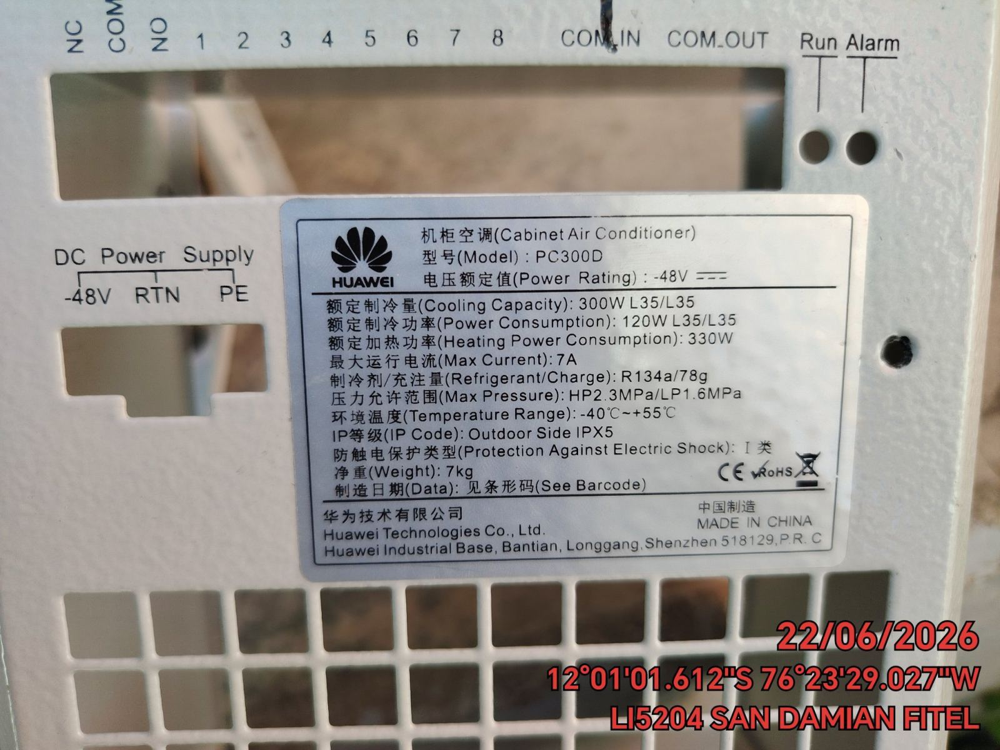 NC COM NO 1 2 3 4 5 6 7 8 COM_IN COM_OUT Run Alarm
DC Power Supply
-48V RTN PE
HUAWEI
机柜空调(Cabinet Air Conditioner)
型号(Model) : PC300D
电压额定值(Power Rating) : -48V ⎓
额定制冷量(Cooling Capacity): 300W L35/L35
额定制冷功率(Power Consumption): 120W L35/L35
额定加热功率(Heating Power Consumption): 330W
最大运行电流(Max Current): 7A
制冷剂/充注量(Refrigerant/Charge): R134a/78g
压力允许范围(Max Pressure): HP2.3MPa/LP1.6MPa
环境温度(Temperature Range): -40℃~+55℃
IP等级(IP Code): Outdoor Side IPX5
防触电保护类型(Protection Against Electric Shock): I 类
净重(Weight): 7kg
CE RoHS
制造日期(Data): 见条形码(See Barcode)
华为技术有限公司
中国制造
MADE IN CHINA
Huawei Technologies Co., Ltd.
Huawei Industrial Base, Bantian, Longgang, Shenzhen 518129, P.R. C
22/06/2026
12°01'01.612"S 76°23'29.027"W
LI5204 SAN DAMIAN FITEL